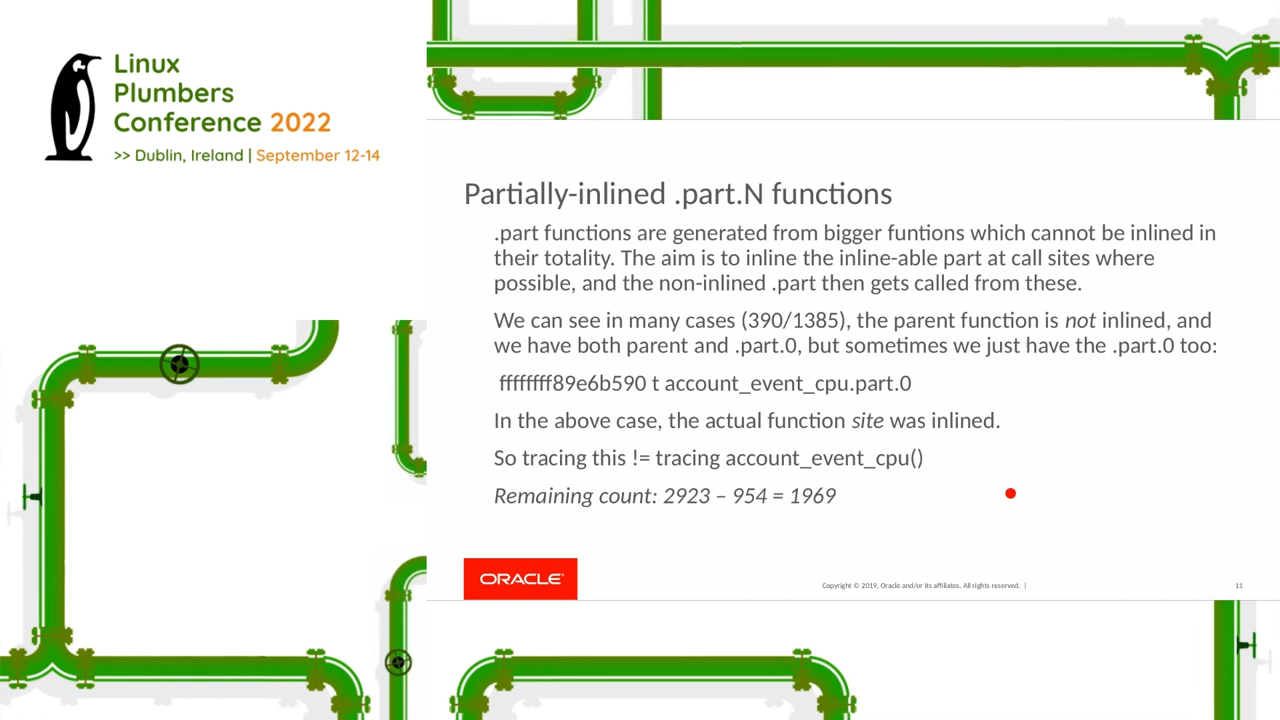 Linux
Plumbers
Conference 2022
>> Dublin, Ireland | September 12-14
Partially-inlined .part.N functions
.part functions are generated from bigger funtions which cannot be inlined in
their totality. The aim is to inline the inline-able part at call sites where
possible, and the non-inlined .part then gets called from these.
We can see in many cases (390/1385), the parent function is not inlined, and
we have both parent and .part.0, but sometimes we just have the .part.0 too:
ffffffff89e6b590 t account_event_cpu.part.0
In the above case, the actual function site was inlined.
So tracing this != tracing account_event_cpu()
Remaining count: 2923 – 954 = 1969
ORACLE
Copyright © 2019, Oracle and/or its affiliates. All rights reserved. |
11